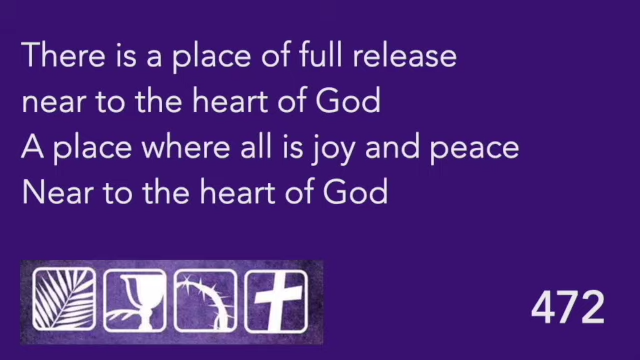 There is a place of full release
near to the heart of God
A place where all is joy and peace
Near to the heart of God
472